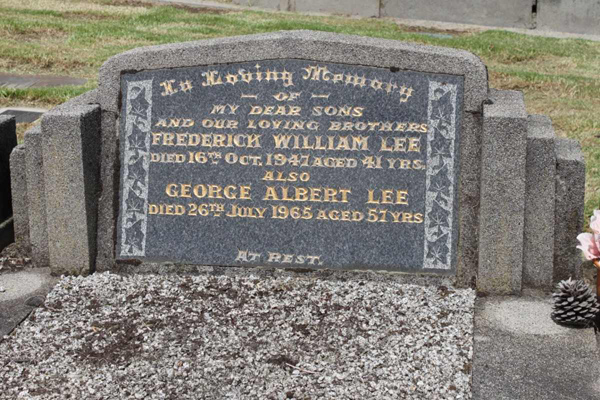 In Loving Memory
— OF —
MY DEAR SONS
AND OUR LOVING BROTHERS
FREDERICK WILLIAM LEE
DIED 16TH OCT. 1947 AGED 41 YRS.
ALSO
GEORGE ALBERT LEE
DIED 26TH JULY 1965 AGED 57 YRS
AT REST.